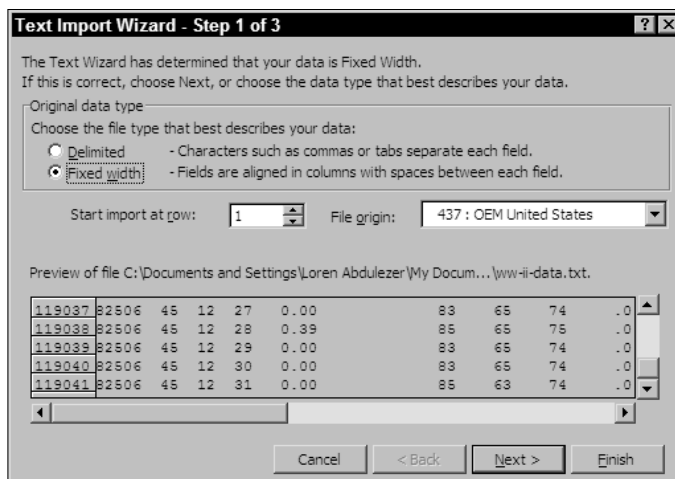 Text Import Wizard - Step 1 of 3
The Text Wizard has determined that your data is Fixed Width.
If this is correct, choose Next, or choose the data type that best describes your data.
Original data type
Choose the file type that best describes your data:
Delimited - Characters such as commas or tabs separate each field.
Fixed width - Fields are aligned in columns with spaces between each field.
Start import at row: 1 File origin: 437 : OEM United States
Preview of file C:\Documents and Settings\Loren Abdulezer\My Docum...\ww-ii-data.txt.
119037 82506 45 12 27 0.00 83 65 74 .0
119038 82506 45 12 28 0.39 85 65 75 .0
119039 82506 45 12 29 0.00 83 65 74 .0
119040 82506 45 12 30 0.00 83 65 74 .0
119041 82506 45 12 31 0.00 85 63 74 .0
Cancel < Back Next > Finish